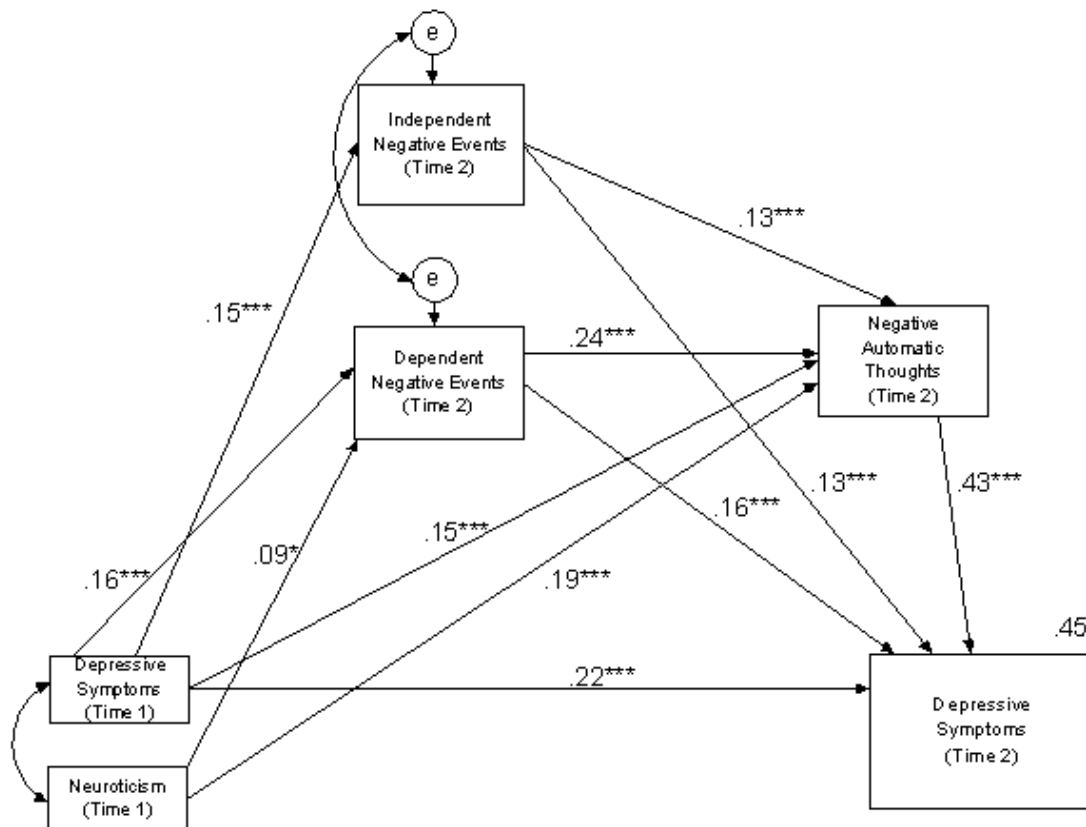 e
Independent
Negative Events
(Time 2)
.13***
e
.15***
Dependent
Negative Events
(Time 2)
.24***
Negative
Automatic
Thoughts
(Time 2)
.13***
.43***
.16***
.15***
.09*
.16***
.19***
.45
Depressive
Symptoms
(Time 1)
.22***
Depressive
Symptoms
(Time 2)
Neuroticism
(Time 1)